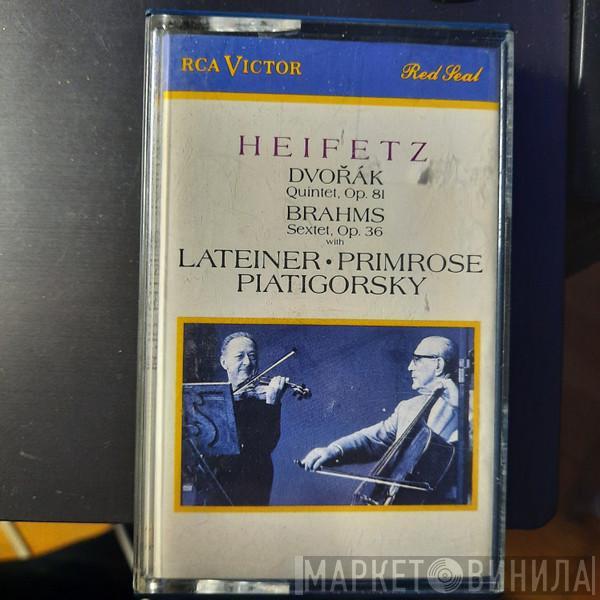 RCA VICTOR
Red Seal
HEIFETZ
DVOŘÁK
Quintet, Op. 81
BRAHMS
Sextet, Op. 36
with
LATEINER • PRIMROSE
PIATIGORSKY
МАРКЕТ ВИНИЛА